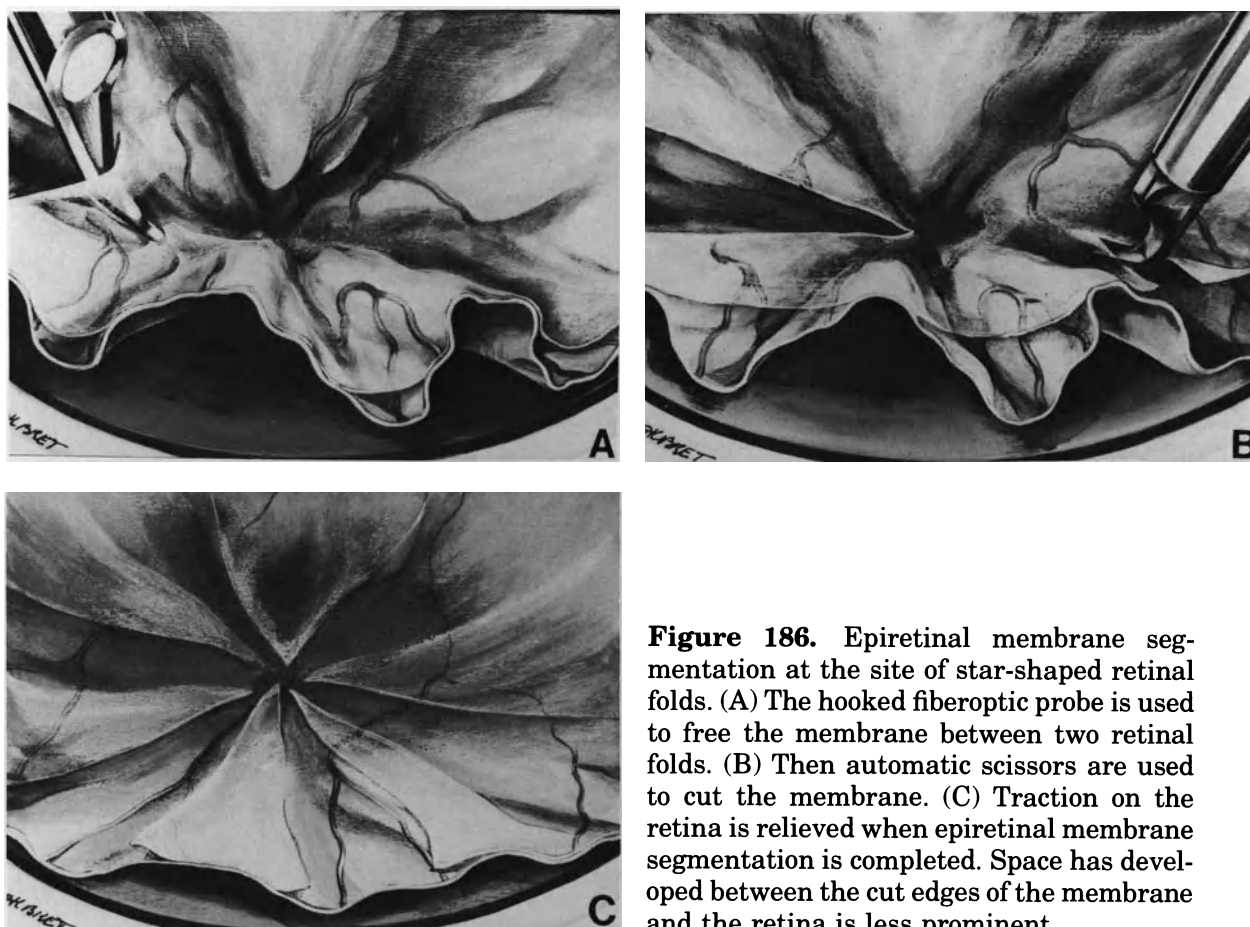 A
B
C
Figure 186. Epiretinal membrane seg-
mentation at the site of star-shaped retinal
folds. (A) The hooked fiberoptic probe is used
to free the membrane between two retinal
folds. (B) Then automatic scissors are used
to cut the membrane. (C) Traction on the
retina is relieved when epiretinal membrane
segmentation is completed. Space has devel-
oped between the cut edges of the membrane
and the retina is less prominent.